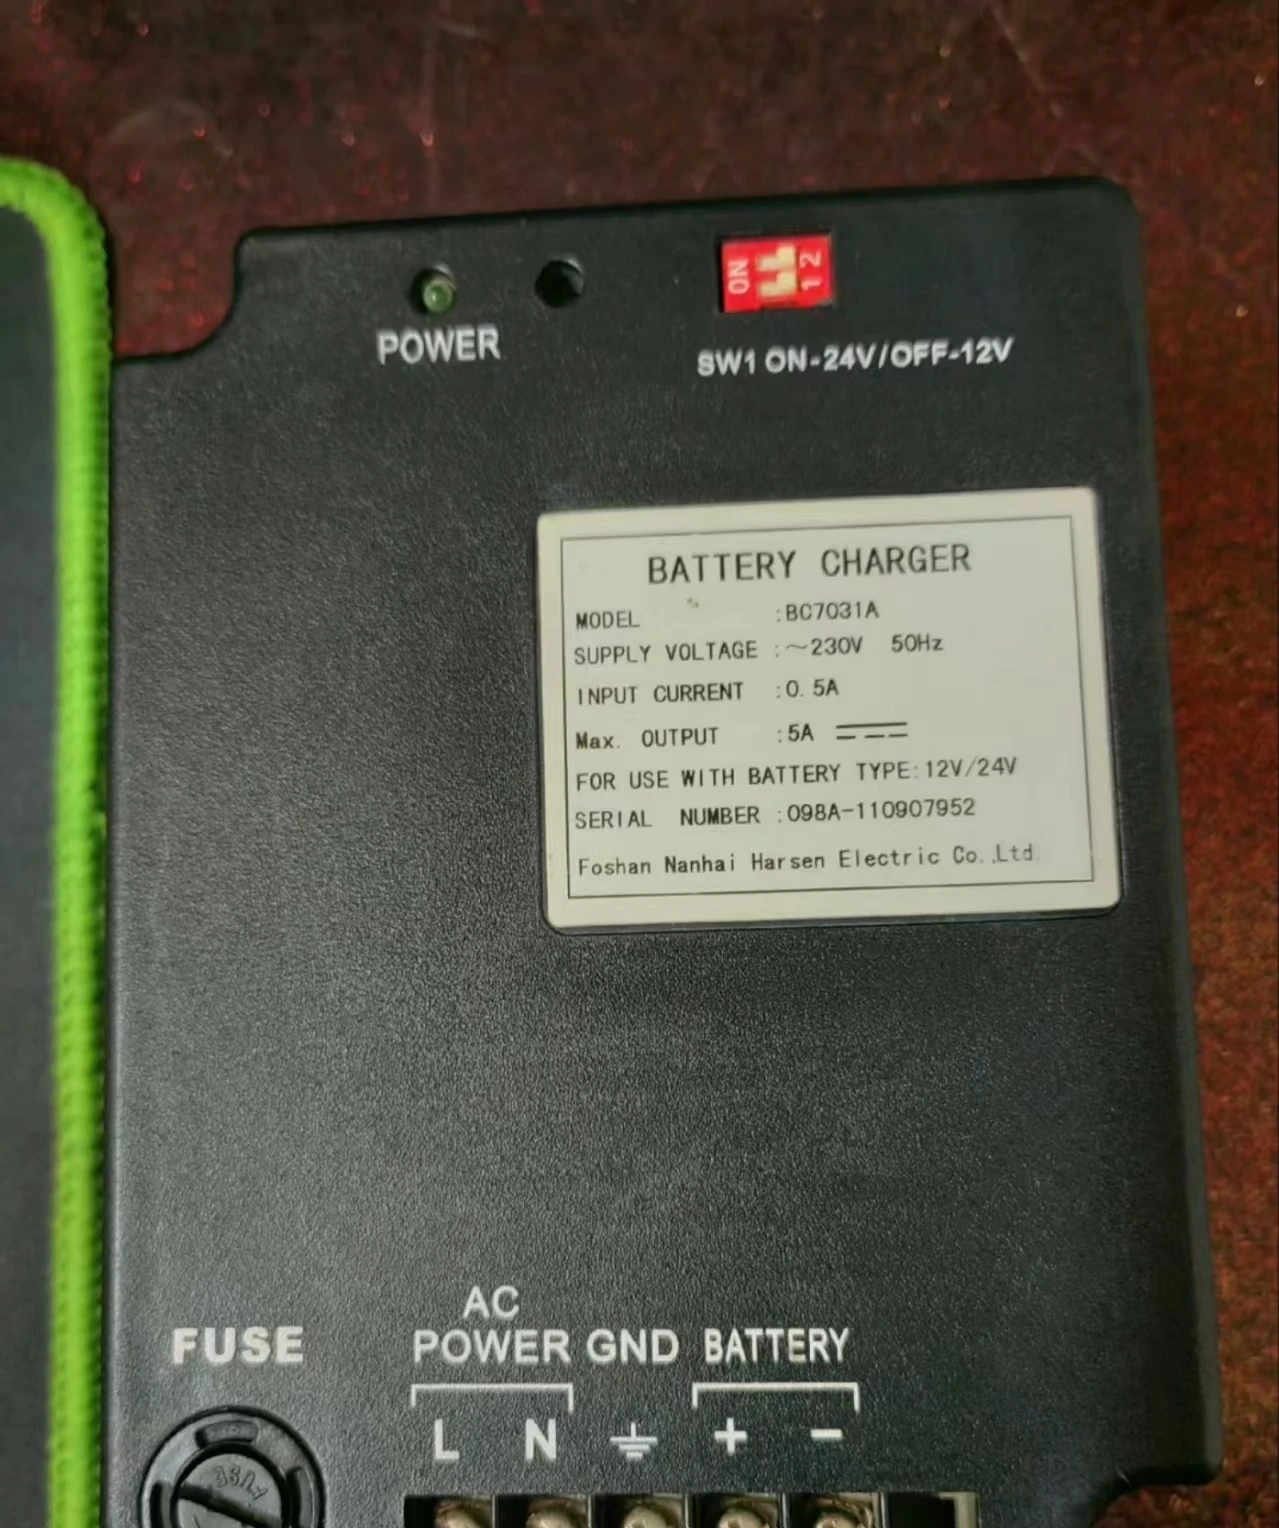 ON 1 2
POWER
SW1 ON-24V/OFF-12V
BATTERY CHARGER
MODEL :BC7031A
SUPPLY VOLTAGE :~230V 50Hz
INPUT CURRENT :0.5A
Max. OUTPUT :5A
FOR USE WITH BATTERY TYPE:12V/24V
SERIAL NUMBER :098A-110907952
Foshan Nanhai Harsen Electric Co.,Ltd.
AC
FUSE POWER GND BATTERY
L N + −
FUSE